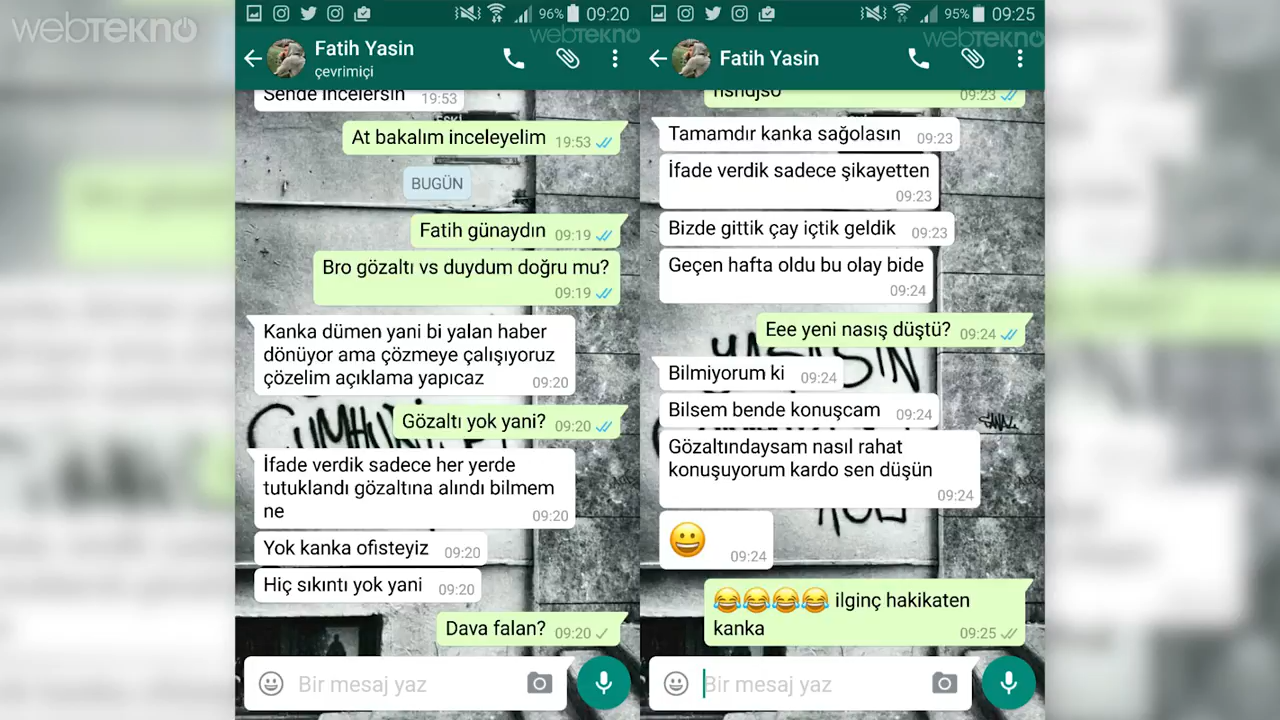 webtekno
96% 09:20
webtekno
Fatih Yasin
çevrimiçi
Sende incelersin 19:53
ESKİ
At bakalım inceleyelim 19:53
BUGÜN
Fatih günaydın 09:19
Bro gözaltı vs duydum doğru mu?
09:19
Kanka dümen yani bi yalan haber
dönüyor ama çözmeye çalışıyoruz
çözelim açıklama yapıcaz 09:20
Gözaltı yok yani? 09:20
İfade verdik sadece her yerde
tutuklandı gözaltına alındı bilmem
ne 09:20
Yok kanka ofisteyiz 09:20
Hiç sıkıntı yok yani 09:20
Dava falan? 09:20
Bir mesaj yaz
95% 09:25
webtekno
Fatih Yasin
09:23
Tamamdır kanka sağolasın 09:23
İfade verdik sadece şikayetten
09:23
Bizde gittik çay içtik geldik 09:23
Geçen hafta oldu bu olay bide
09:24
Eee yeni nasış düştü? 09:24
YAŞASIN
Bilmiyorum ki 09:24
Bilsem bende konuşcam 09:24
Gözaltındaysam nasıl rahat
konuşuyorum kardo sen düşün
09:24
😀 09:24
😂😂😂😂 ilginç hakikaten
kanka 09:25
Bir mesaj yaz